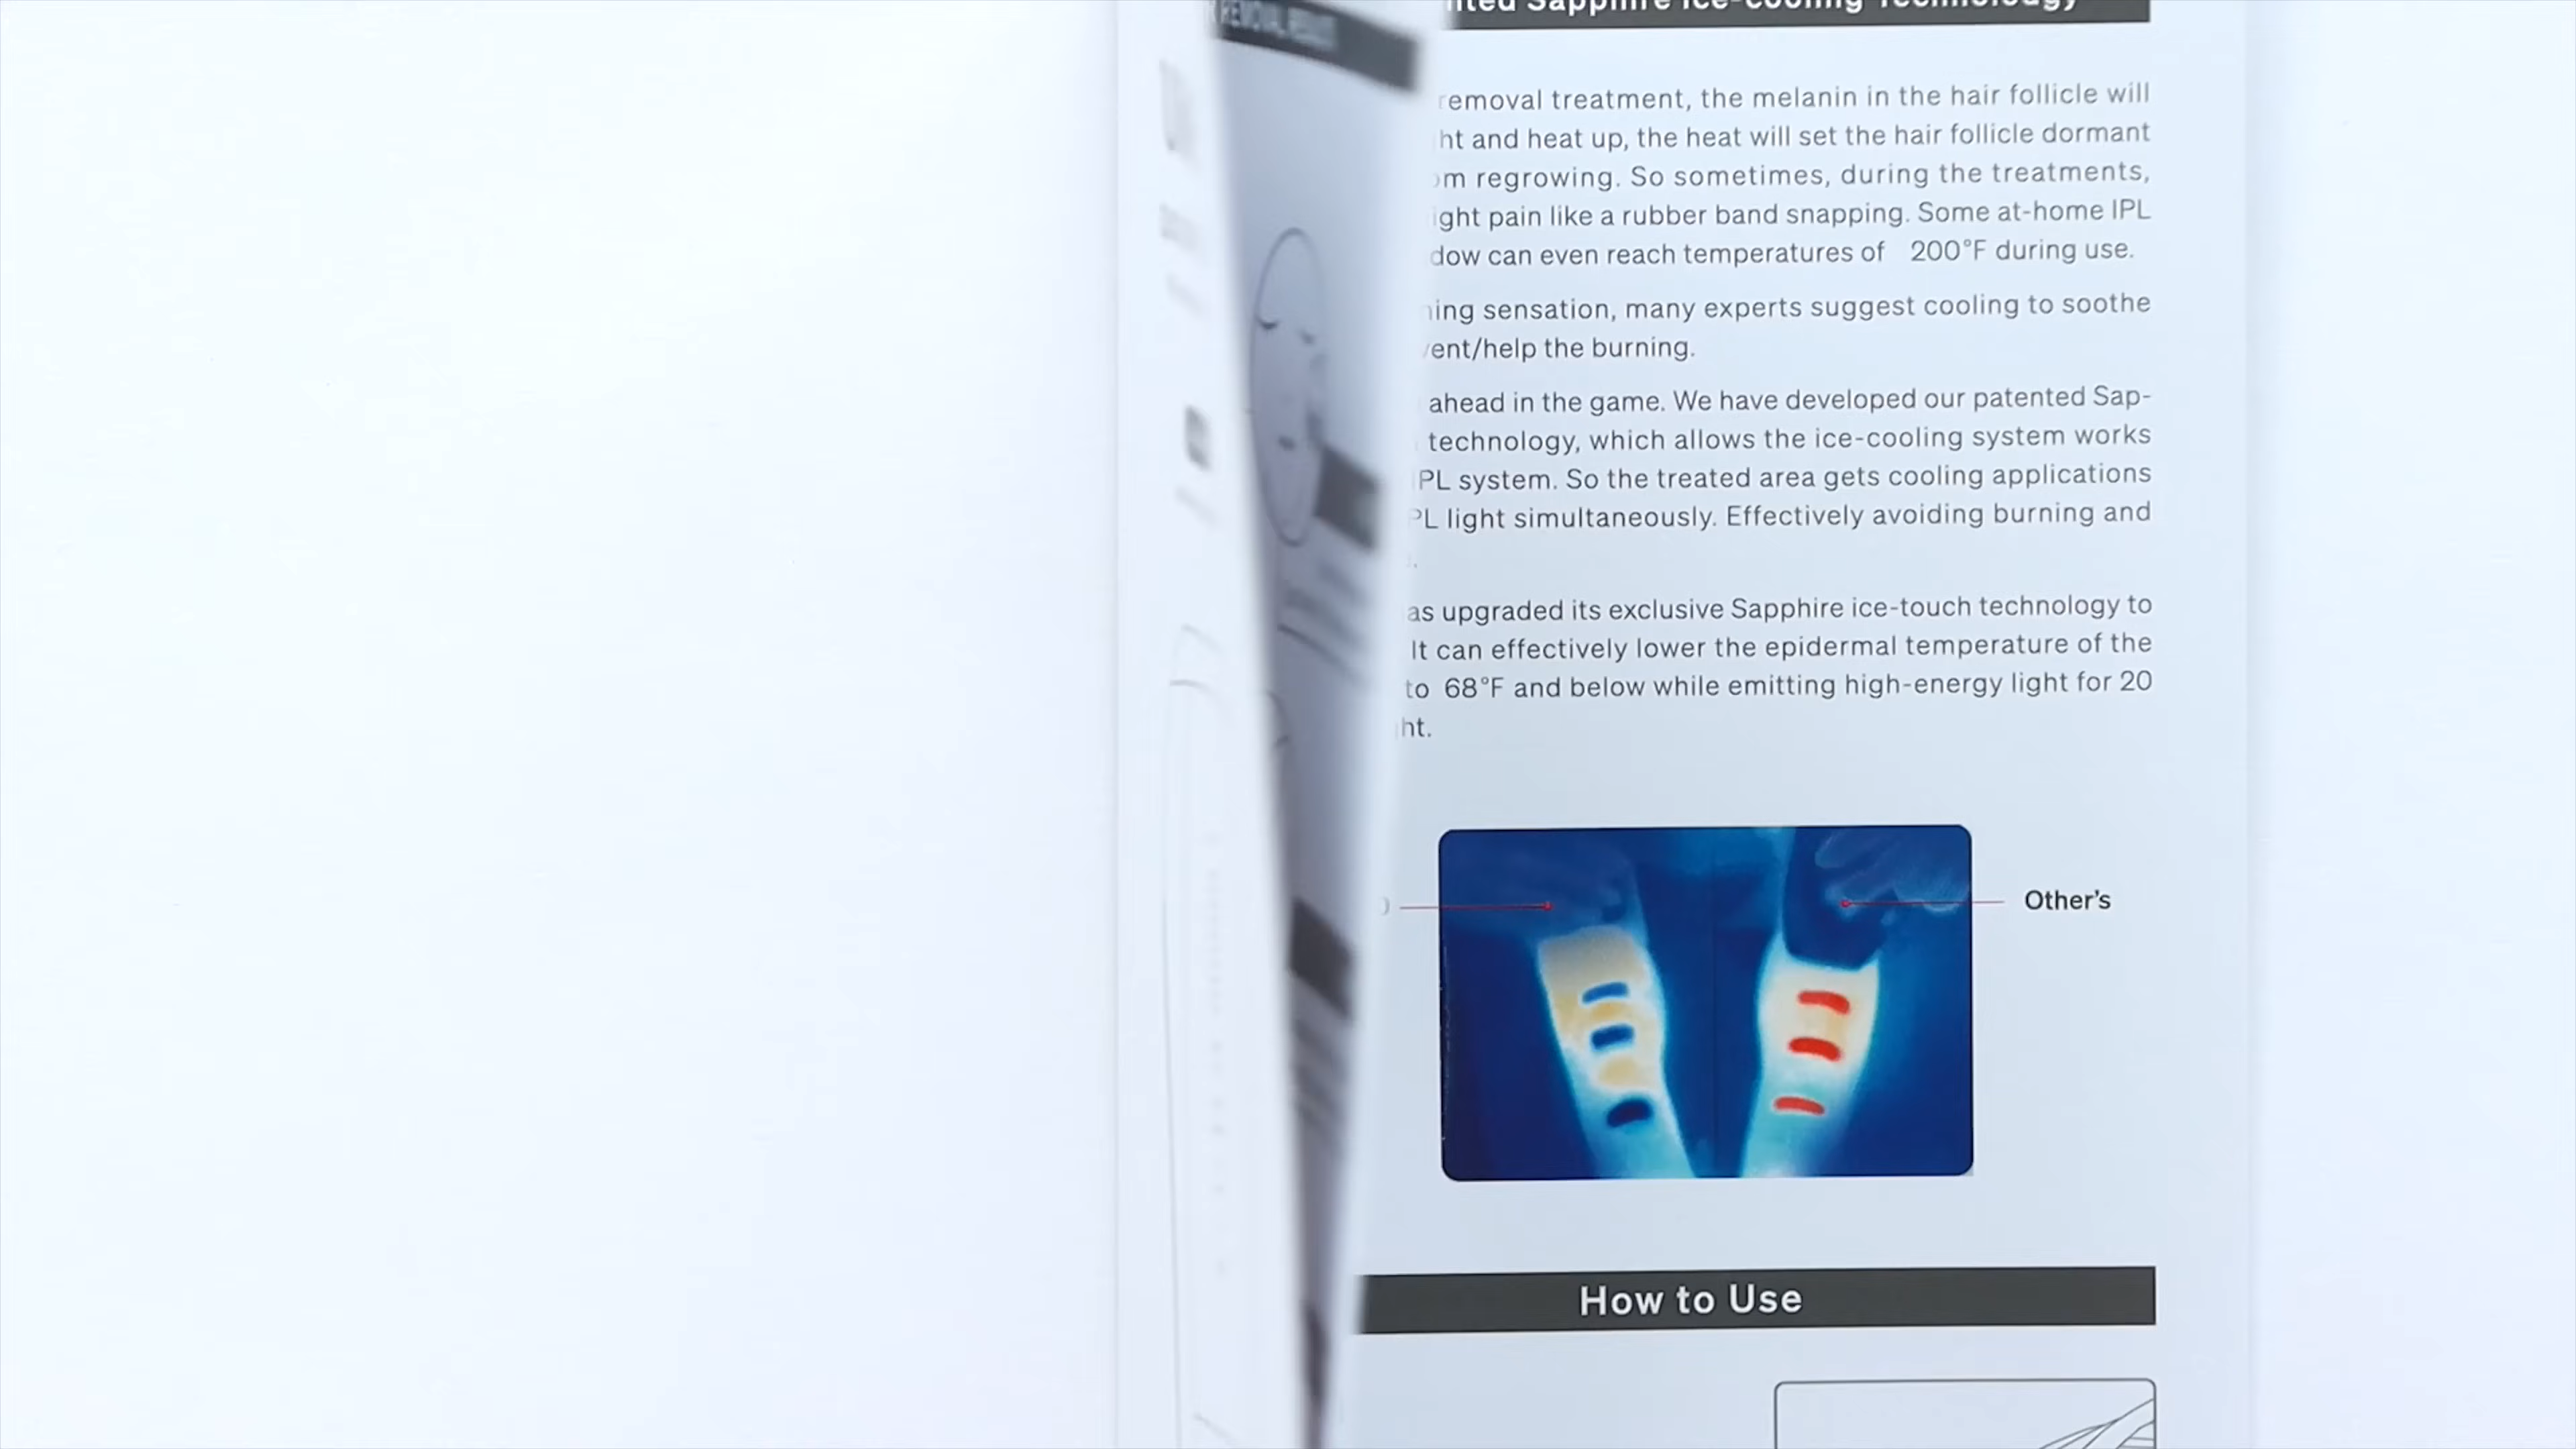 Sapphire Ice-cooling Technology
REMOVAL
treatment, the melanin in the hair follicle will
and heat up, the heat will set the hair follicle dormant
regrowing. So sometimes, during the treatments,
pain like a rubber band snapping. Some at-home IPL
can even reach temperatures of 200°F during use.
sensation, many experts suggest cooling to soothe
/help the burning.
ahead in the game. We have developed our patented Sap-
technology, which allows the ice-cooling system works
PL system. So the treated area gets cooling applications
PL light simultaneously. Effectively avoiding burning and
as upgraded its exclusive Sapphire ice-touch technology to
It can effectively lower the epidermal temperature of the
to 68°F and below while emitting high-energy light for 20
ht.
Other's
How to Use